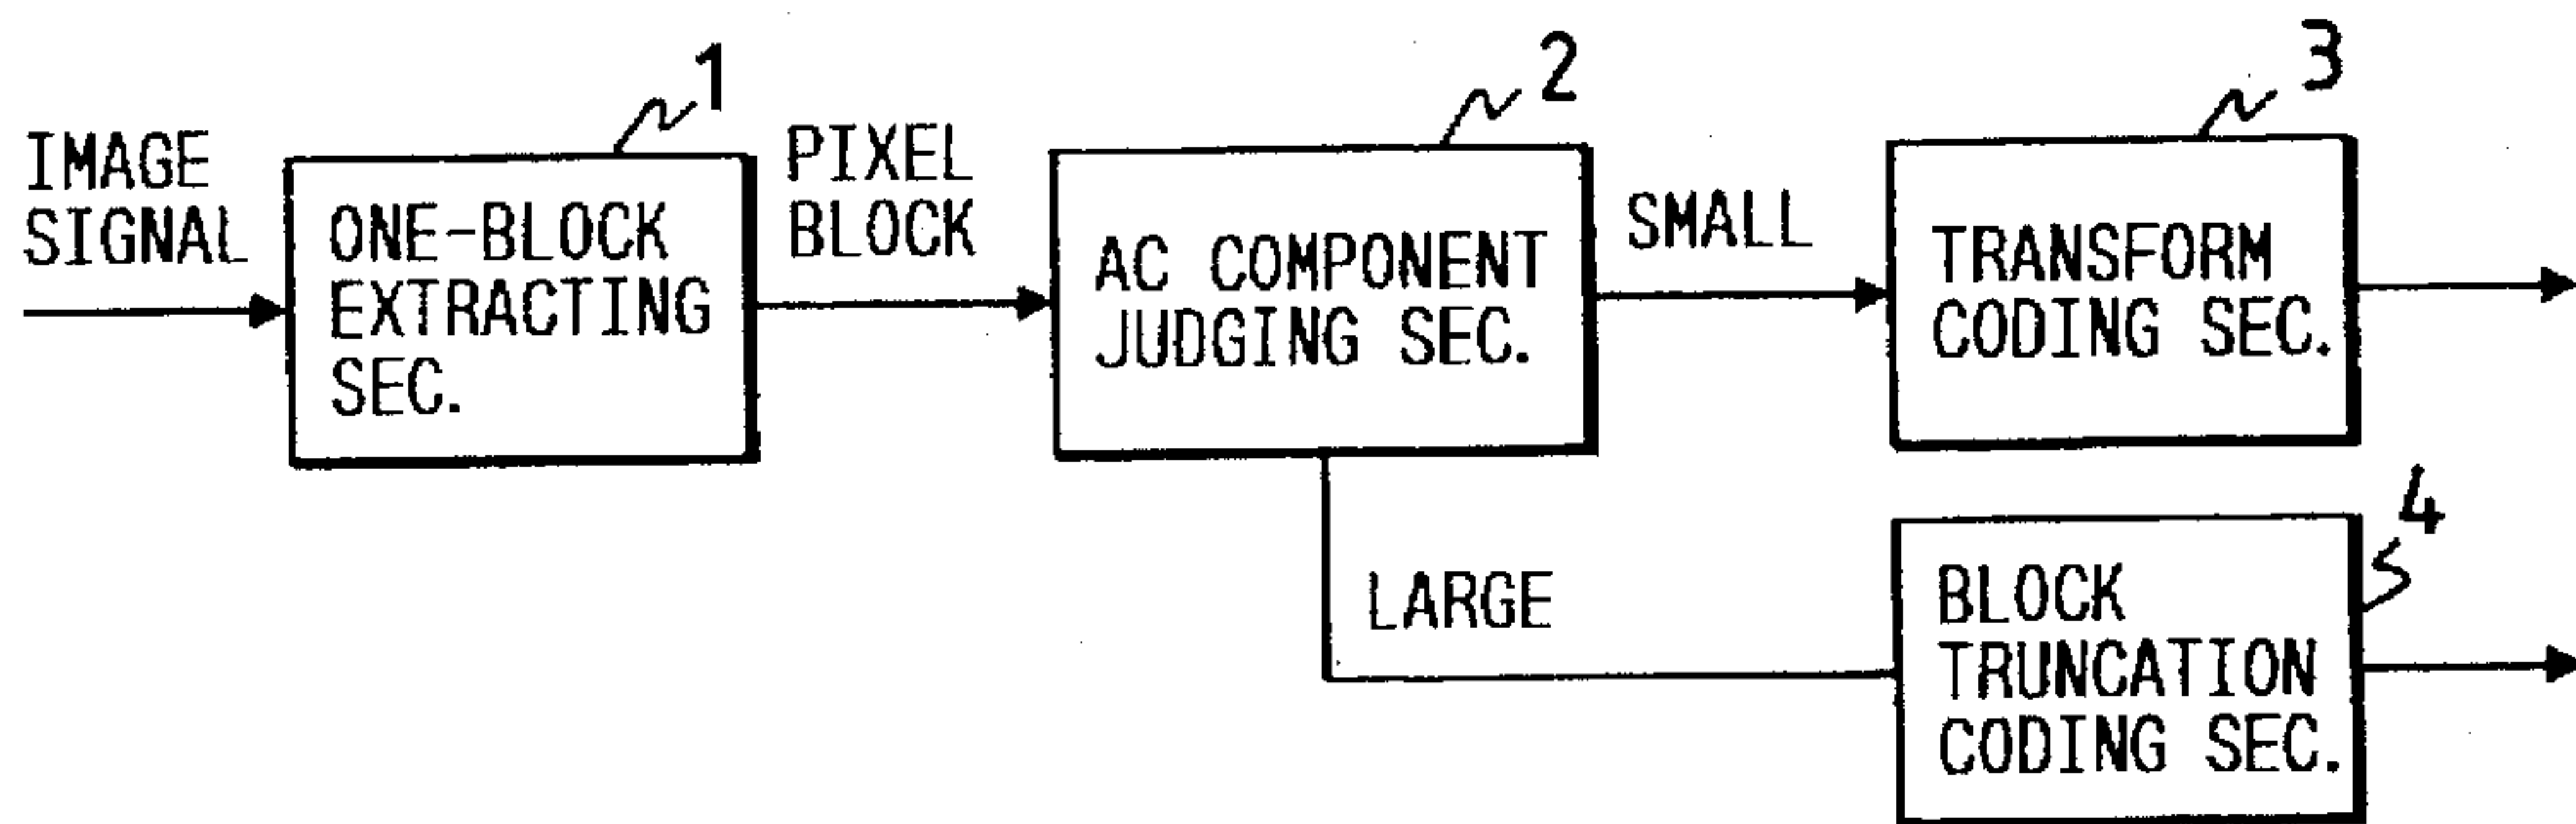 1
2
3
IMAGE
SIGNAL
ONE-BLOCK
EXTRACTING
SEC.
PIXEL
BLOCK
AC COMPONENT
JUDGING SEC.
SMALL
TRANSFORM
CODING SEC.
LARGE
4
BLOCK
TRUNCATION
CODING SEC.